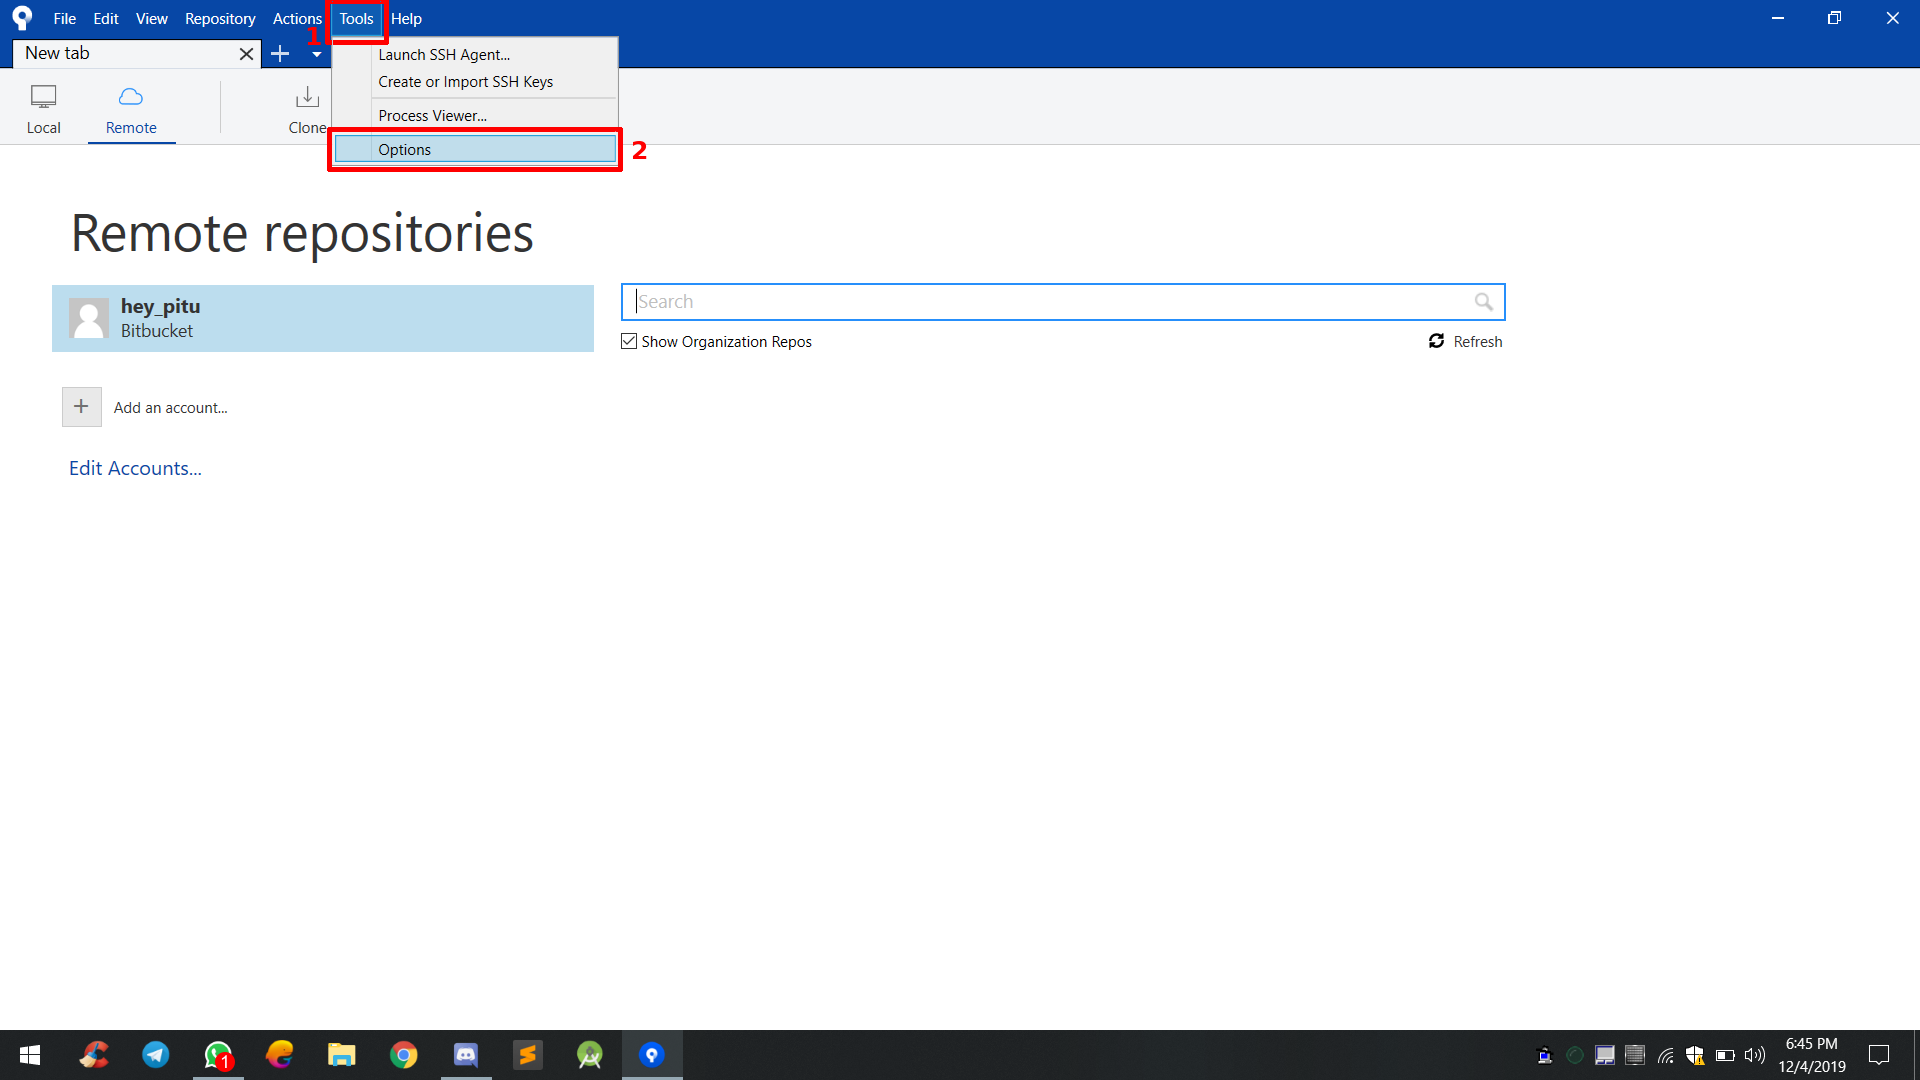 File Edit View Repository Actions Tools Help
1
New tab
Launch SSH Agent...
Create or Import SSH Keys
Process Viewer...
Options
2
Local
Remote
Clone
Remote repositories
hey_pitu
Bitbucket
Search
Show Organization Repos
Refresh
Add an account...
Edit Accounts...
1
6:45 PM
12/4/2019